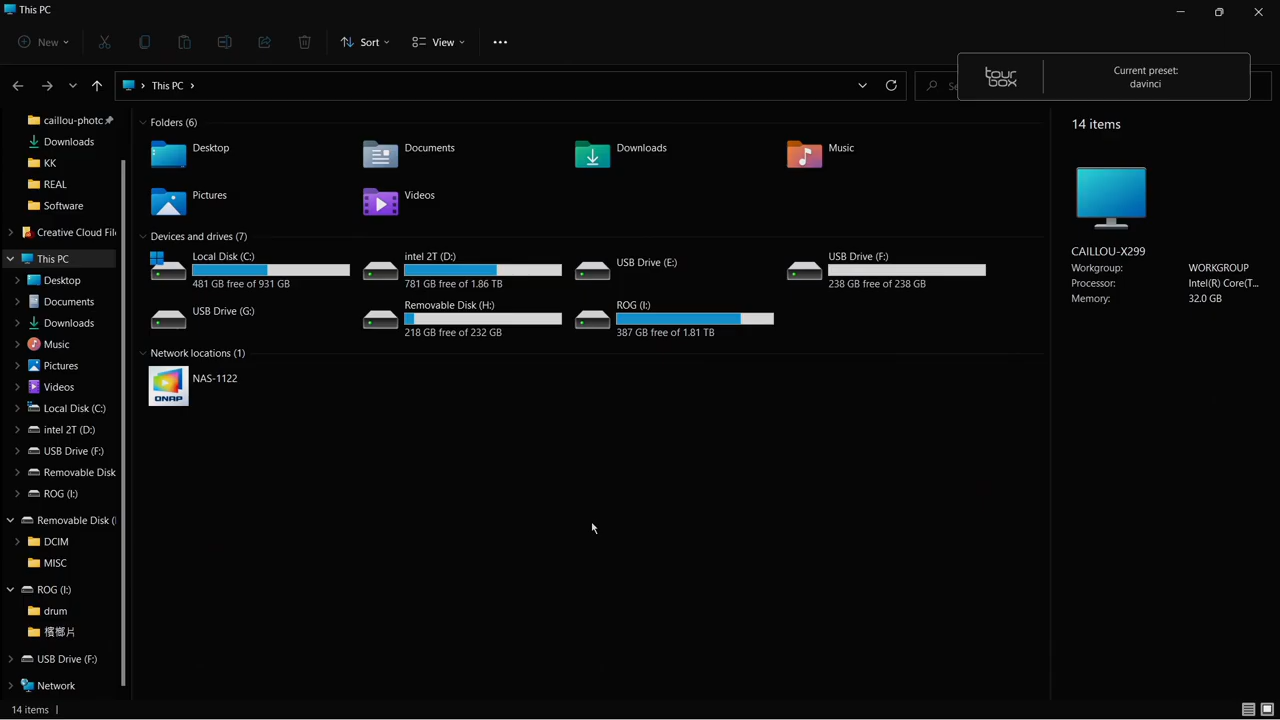 This PC
New
Sort
View
This PC
Se
tour
box
Current preset:
davinci
caillou-photo
Downloads
KK
REAL
Software
Creative Cloud File
This PC
Desktop
Documents
Downloads
Music
Pictures
Videos
Local Disk (C:)
intel 2T (D:)
USB Drive (F:)
Removable Disk
ROG (I:)
Removable Disk (
DCIM
MISC
ROG (I:)
drum
檳榔片
USB Drive (F:)
Network
Folders (6)
Desktop
Documents
Downloads
Music
Pictures
Videos
Devices and drives (7)
Local Disk (C:)
481 GB free of 931 GB
intel 2T (D:)
781 GB free of 1.86 TB
USB Drive (E:)
USB Drive (F:)
238 GB free of 238 GB
USB Drive (G:)
Removable Disk (H:)
218 GB free of 232 GB
ROG (I:)
387 GB free of 1.81 TB
Network locations (1)
QNAP
NAS-1122
14 items
CAILLOU-X299
Workgroup: WORKGROUP
Processor: Intel(R) Core(T...
Memory: 32.0 GB
14 items